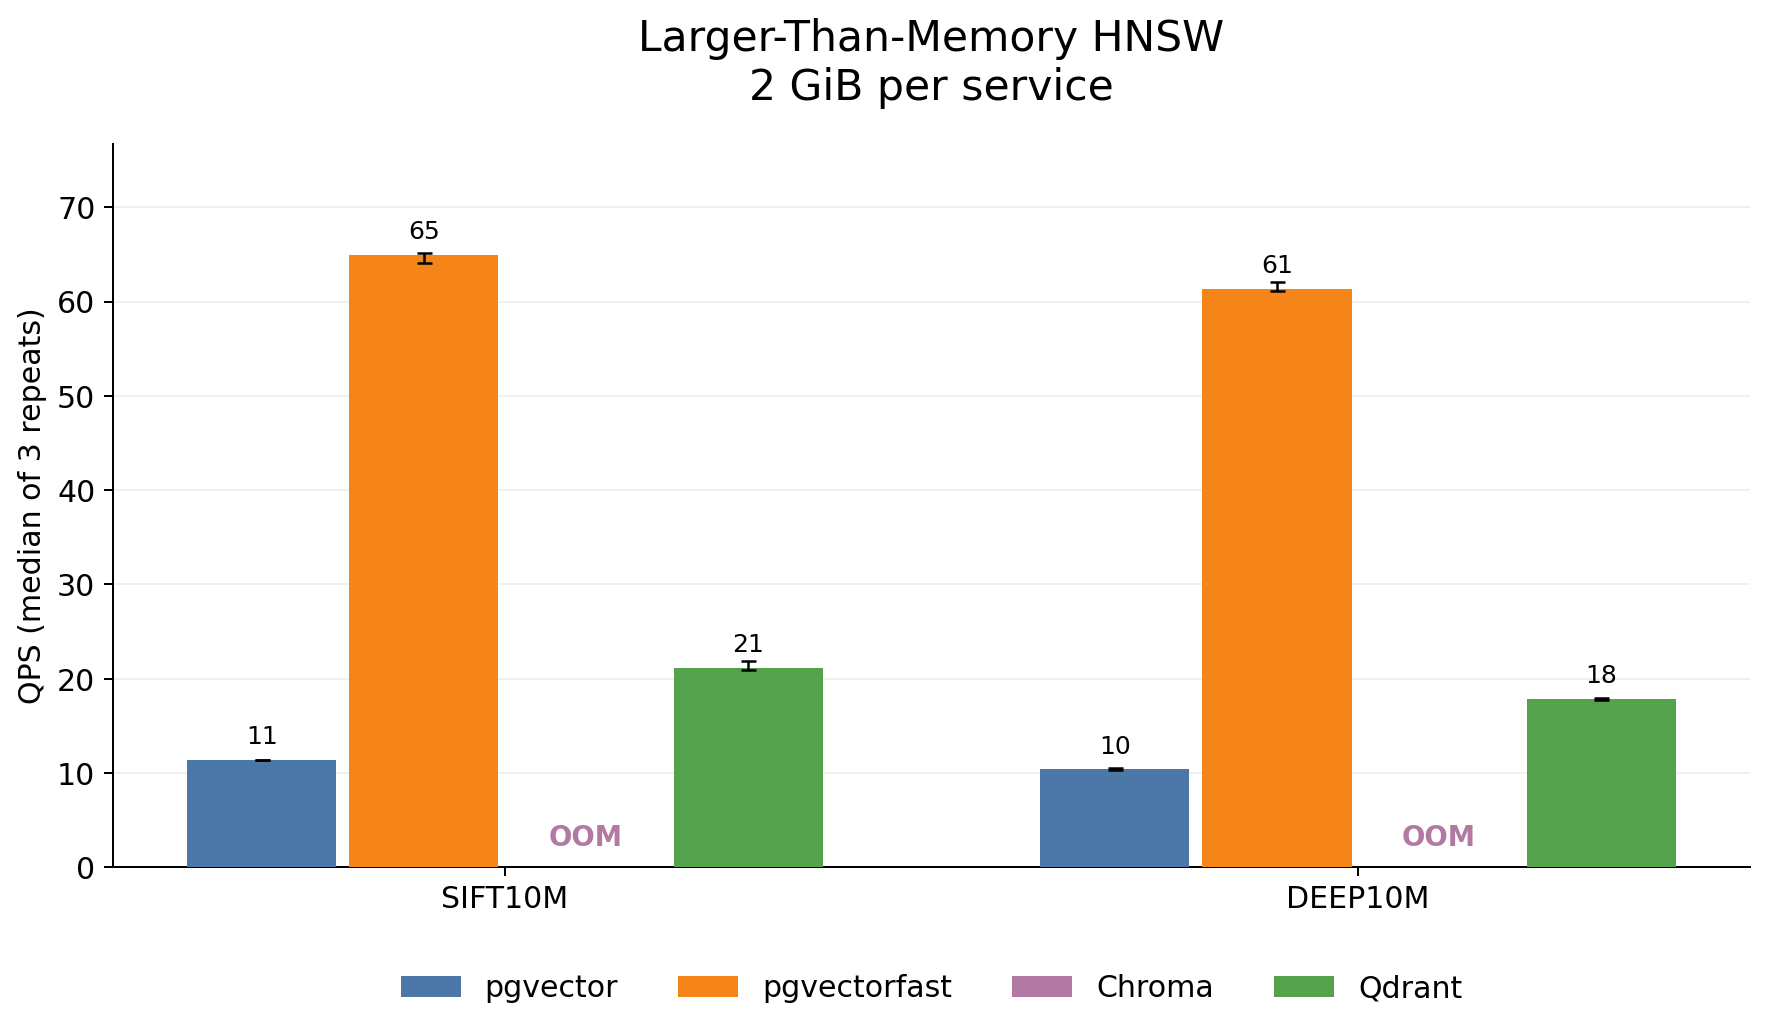 Larger-Than-Memory HNSW
2 GiB per service
QPS (median of 3 repeats)
70
60
50
40
30
20
10
0
11
65
OOM
21
10
61
OOM
18
SIFT10M
DEEP10M
pgvector
pgvectorfast
Chroma
Qdrant